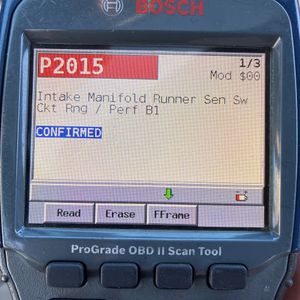 BOSCH
P2015
1/3
Mod $00
Intake Manifold Runner Sen Sw
Ckt Rng / Perf B1
CONFIRMED
Read
Erase
FFrame
ProGrade OBD II Scan Tool